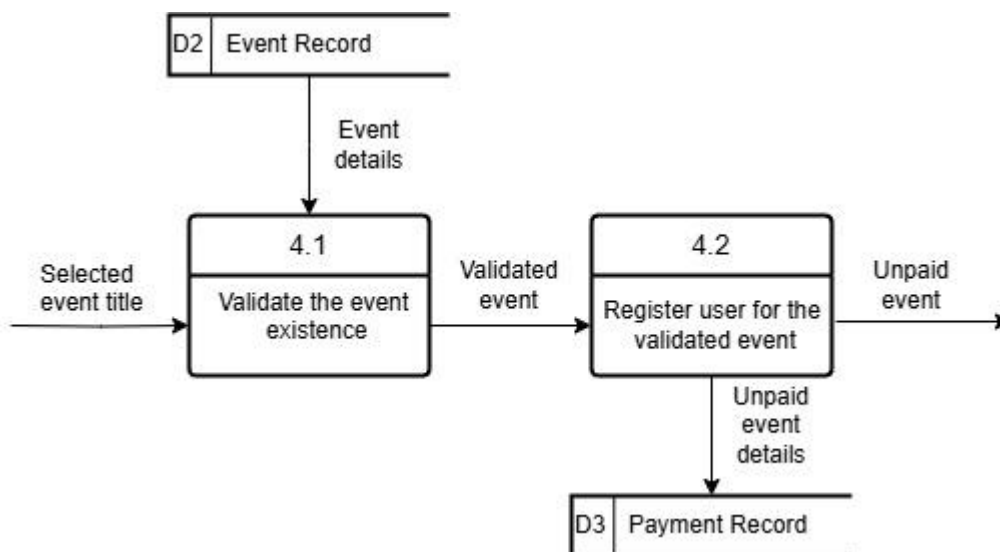 D2 Event Record
Event
details
4.1
4.2
Selected
event title
Validate the event
existence
Validated
event
Register user for the
validated event
Unpaid
event
Unpaid
event
details
D3 Payment Record